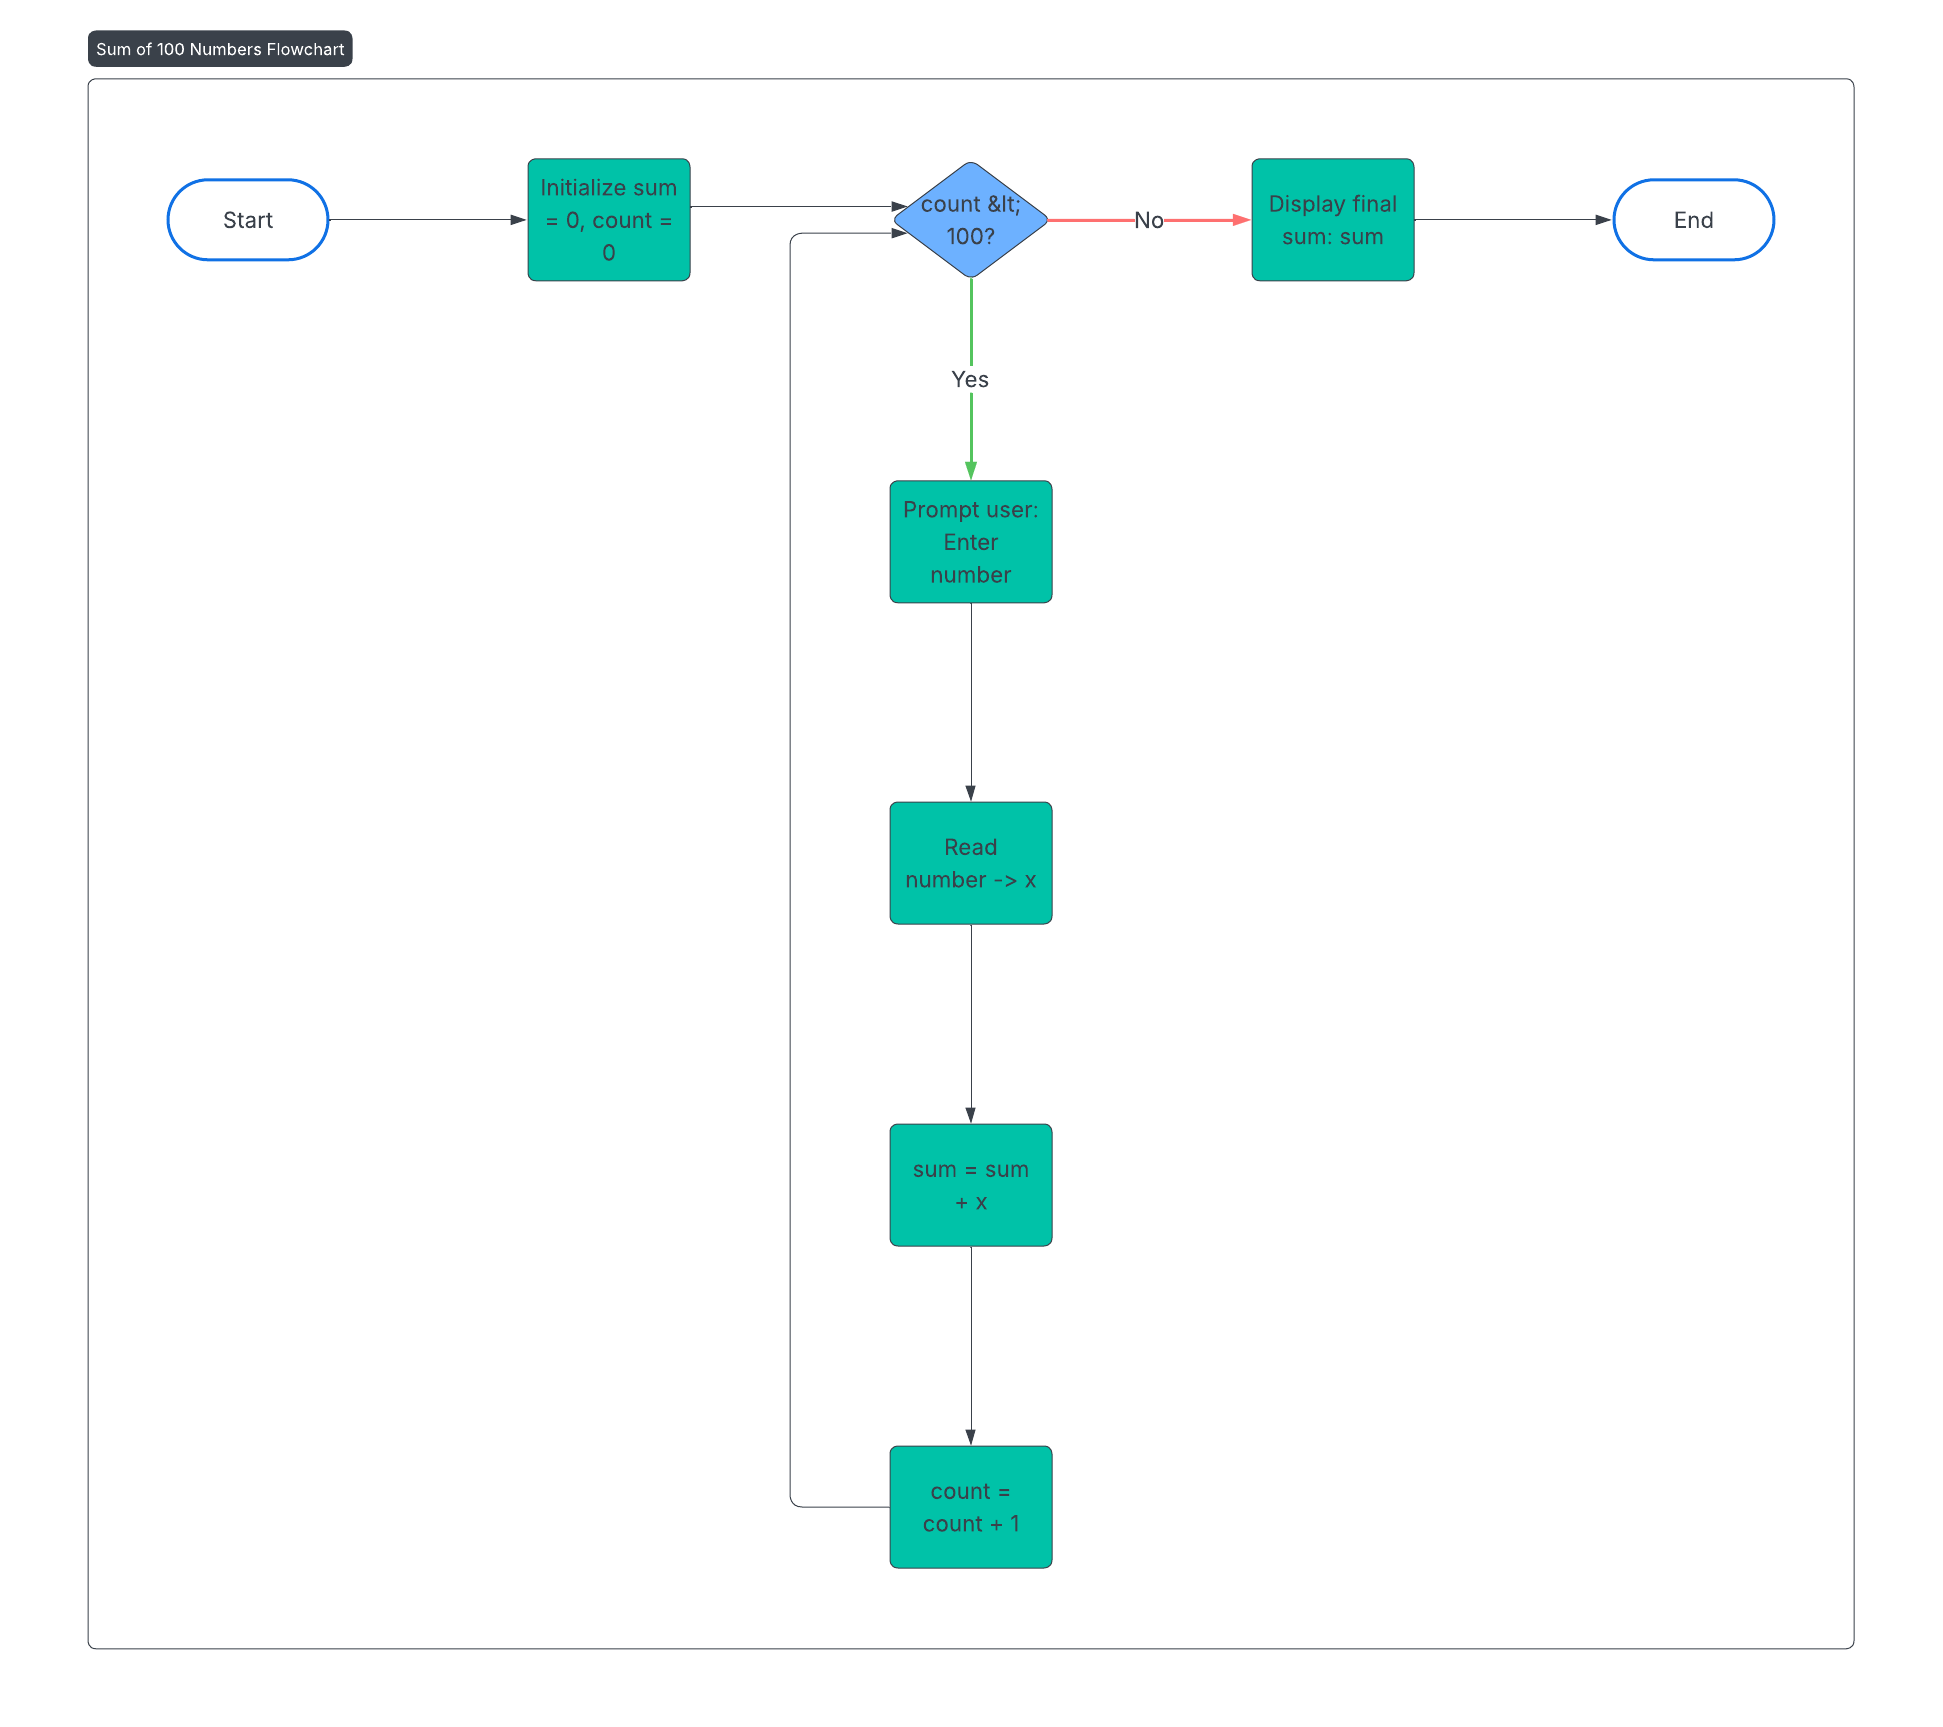 Sum of 100 Numbers Flowchart
Start
Initialize sum
= 0, count =
0
count &lt;
100?
No
Display final
sum: sum
End
Yes
Prompt user:
Enter
number
Read
number -> x
sum = sum
+ x
count =
count + 1